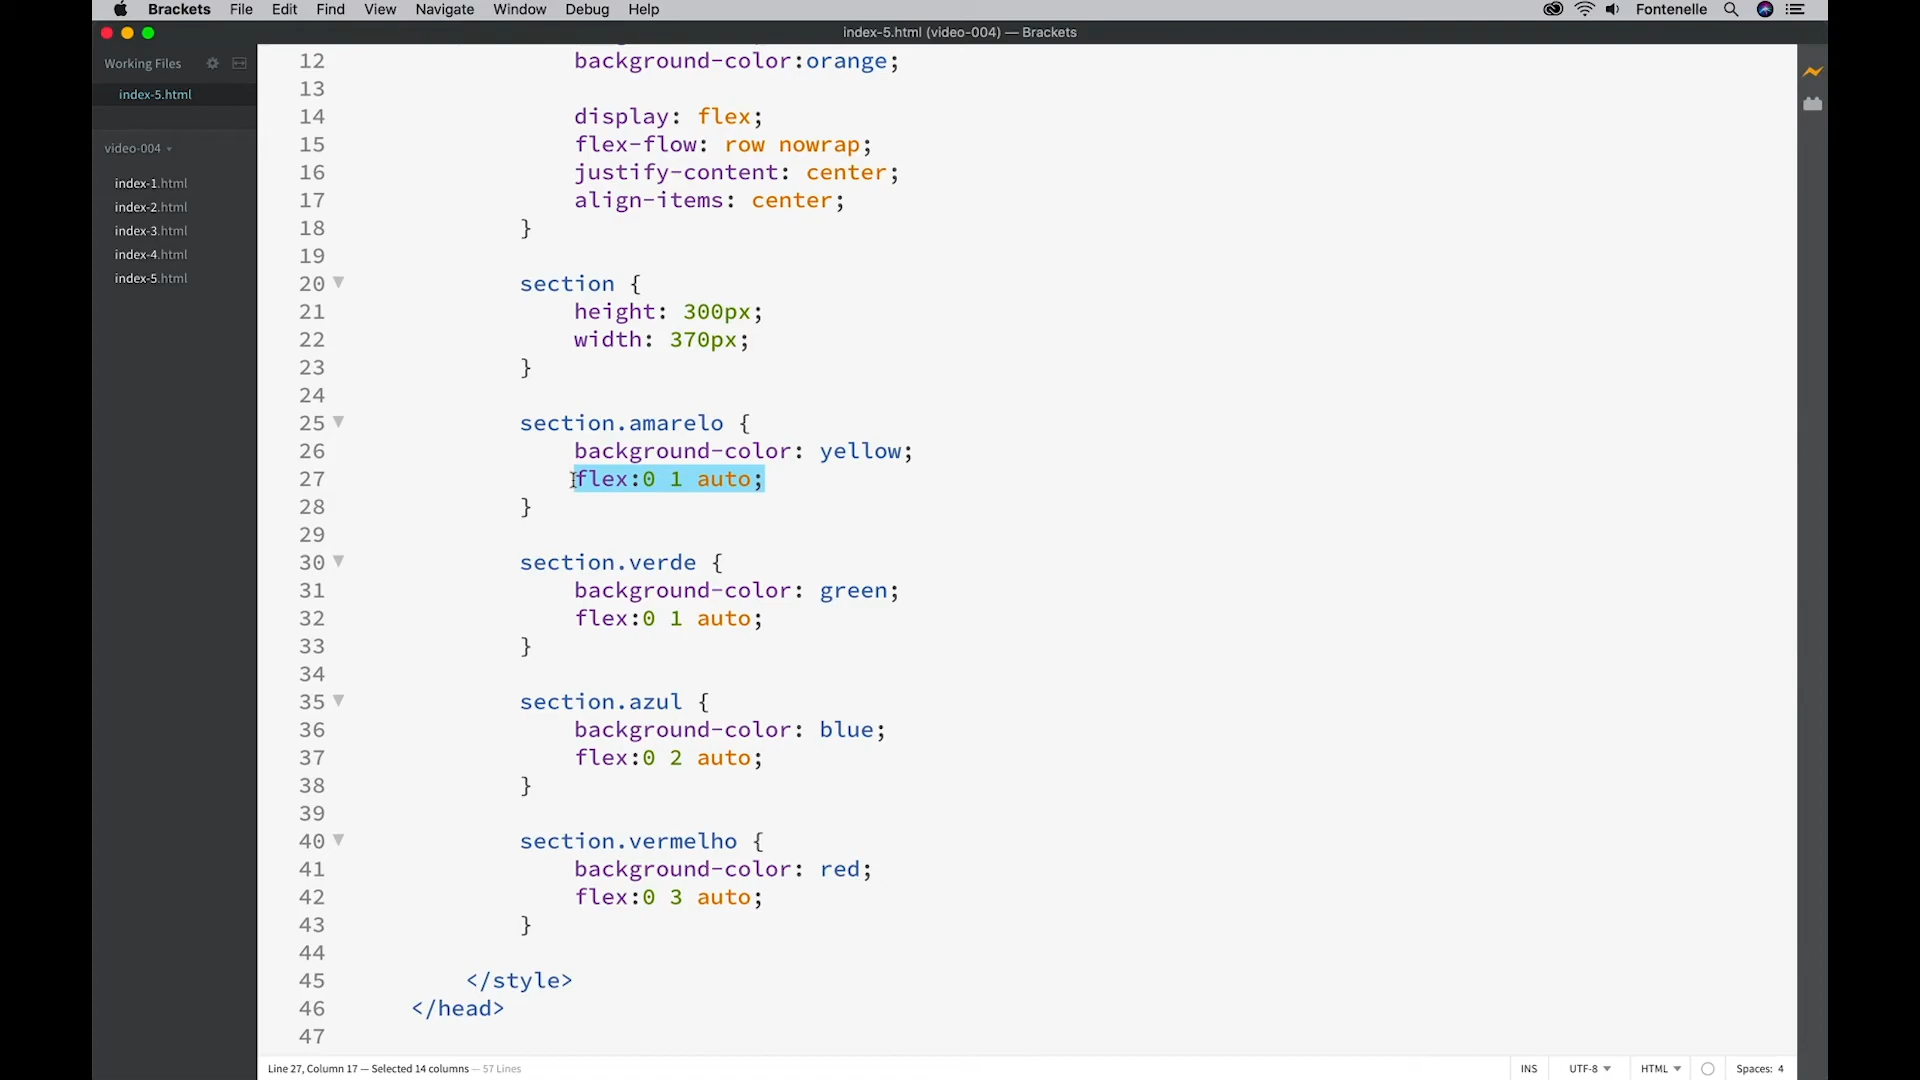 Brackets File Edit Find View Navigate Window Debug Help Fontenelle
index-5.html (video-004) — Brackets
Working Files
index-5.html
video-004
index-1.html
index-2.html
index-3.html
index-4.html
index-5.html
12 background-color:orange;
13
14 display: flex;
15 flex-flow: row nowrap;
16 justify-content: center;
17 align-items: center;
18 }
19
20 section {
21 height: 300px;
22 width: 370px;
23 }
24
25 section.amarelo {
26 background-color: yellow;
27 flex:0 1 auto;
28 }
29
30 section.verde {
31 background-color: green;
32 flex:0 1 auto;
33 }
34
35 section.azul {
36 background-color: blue;
37 flex:0 2 auto;
38 }
39
40 section.vermelho {
41 background-color: red;
42 flex:0 3 auto;
43 }
44
45 </style>
46 </head>
47
Line 27, Column 17 — Selected 14 columns — 57 Lines INS UTF-8 HTML Spaces: 4